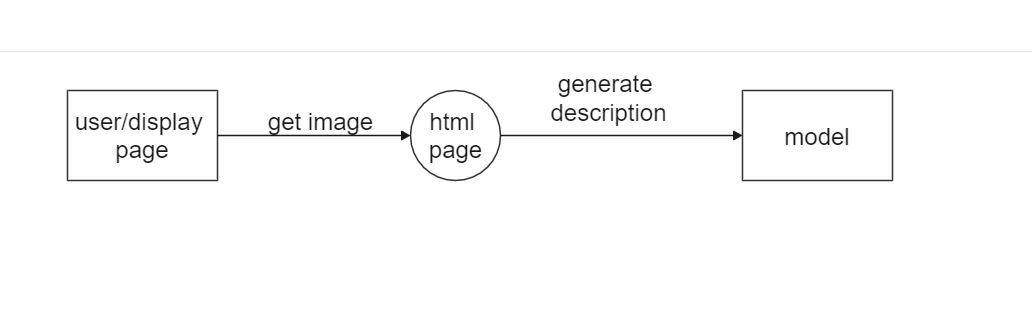 user/display
page
get image
html
page
generate
description
model